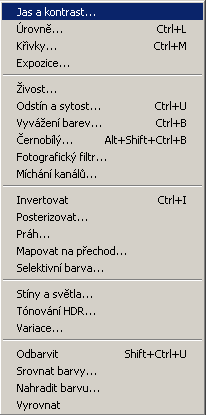 Jas a kontrast...
Úrovně... Ctrl+L
Křivky... Ctrl+M
Expozice...
Živost...
Odstín a sytost... Ctrl+U
Vyvážení barev... Ctrl+B
Černobílý... Alt+Shift+Ctrl+B
Fotografický filtr...
Míchání kanálů...
Invertovat Ctrl+I
Posterizovat...
Práh...
Mapovat na přechod...
Selektivní barva...
Stíny a světla...
Tónování HDR...
Variace...
Odbarvit Shift+Ctrl+U
Srovnat barvy...
Nahradit barvu...
Vyrovnat